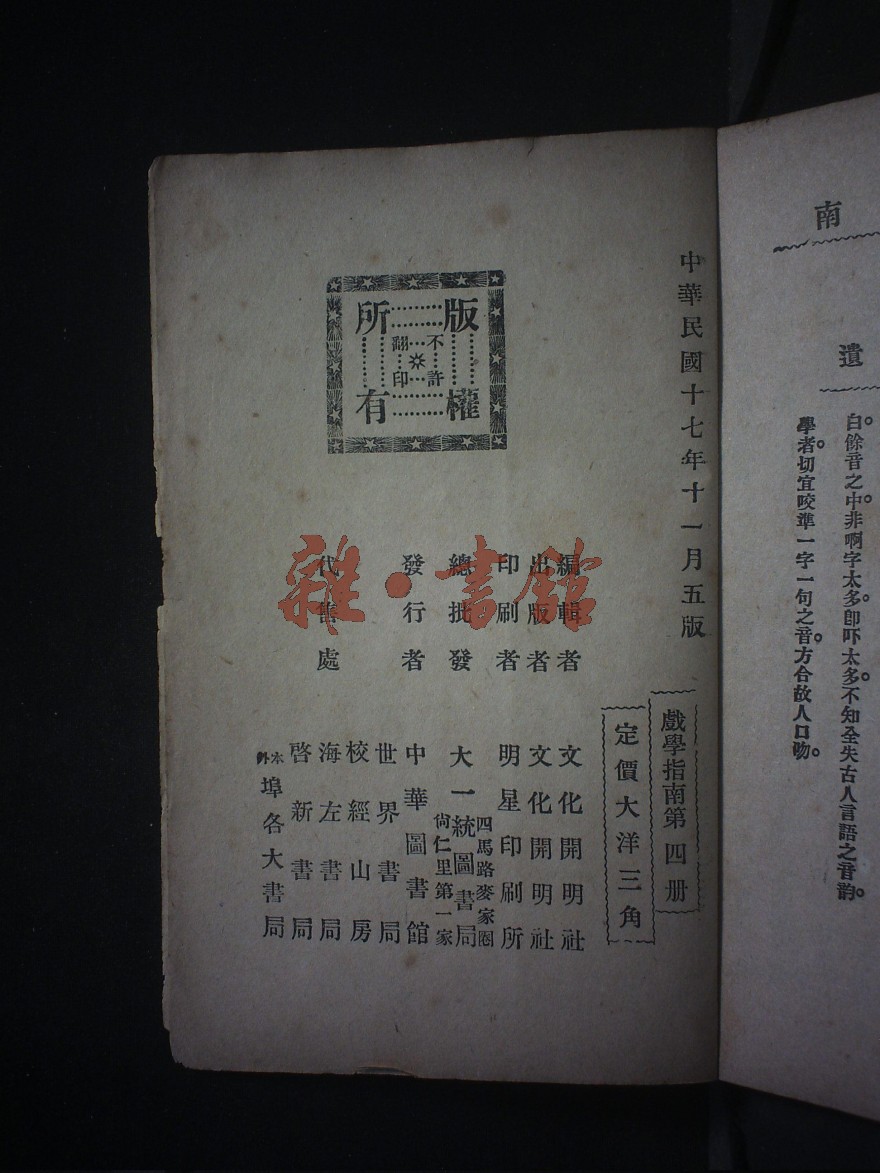 南
遺
白餘音之中。非啊字太多。卽吓太多。不知全失古人言語之音韵。
學者。切宜咬準一字一句之音。方合故人口吻。
中華民國十七年十一月五版
戲學指南第四册
定價大洋三角
版權所有
不許翻印
編輯者 文化開明社
出版者 文化開明社
印刷者 明星印刷所
總批發 大一統圖書局
四馬路麥家圈
尙仁里第一家
發行者 中華圖書館
世界書局
代售處 校經山房
海左書局
啓新書局
本外埠各大書局
雜·書館